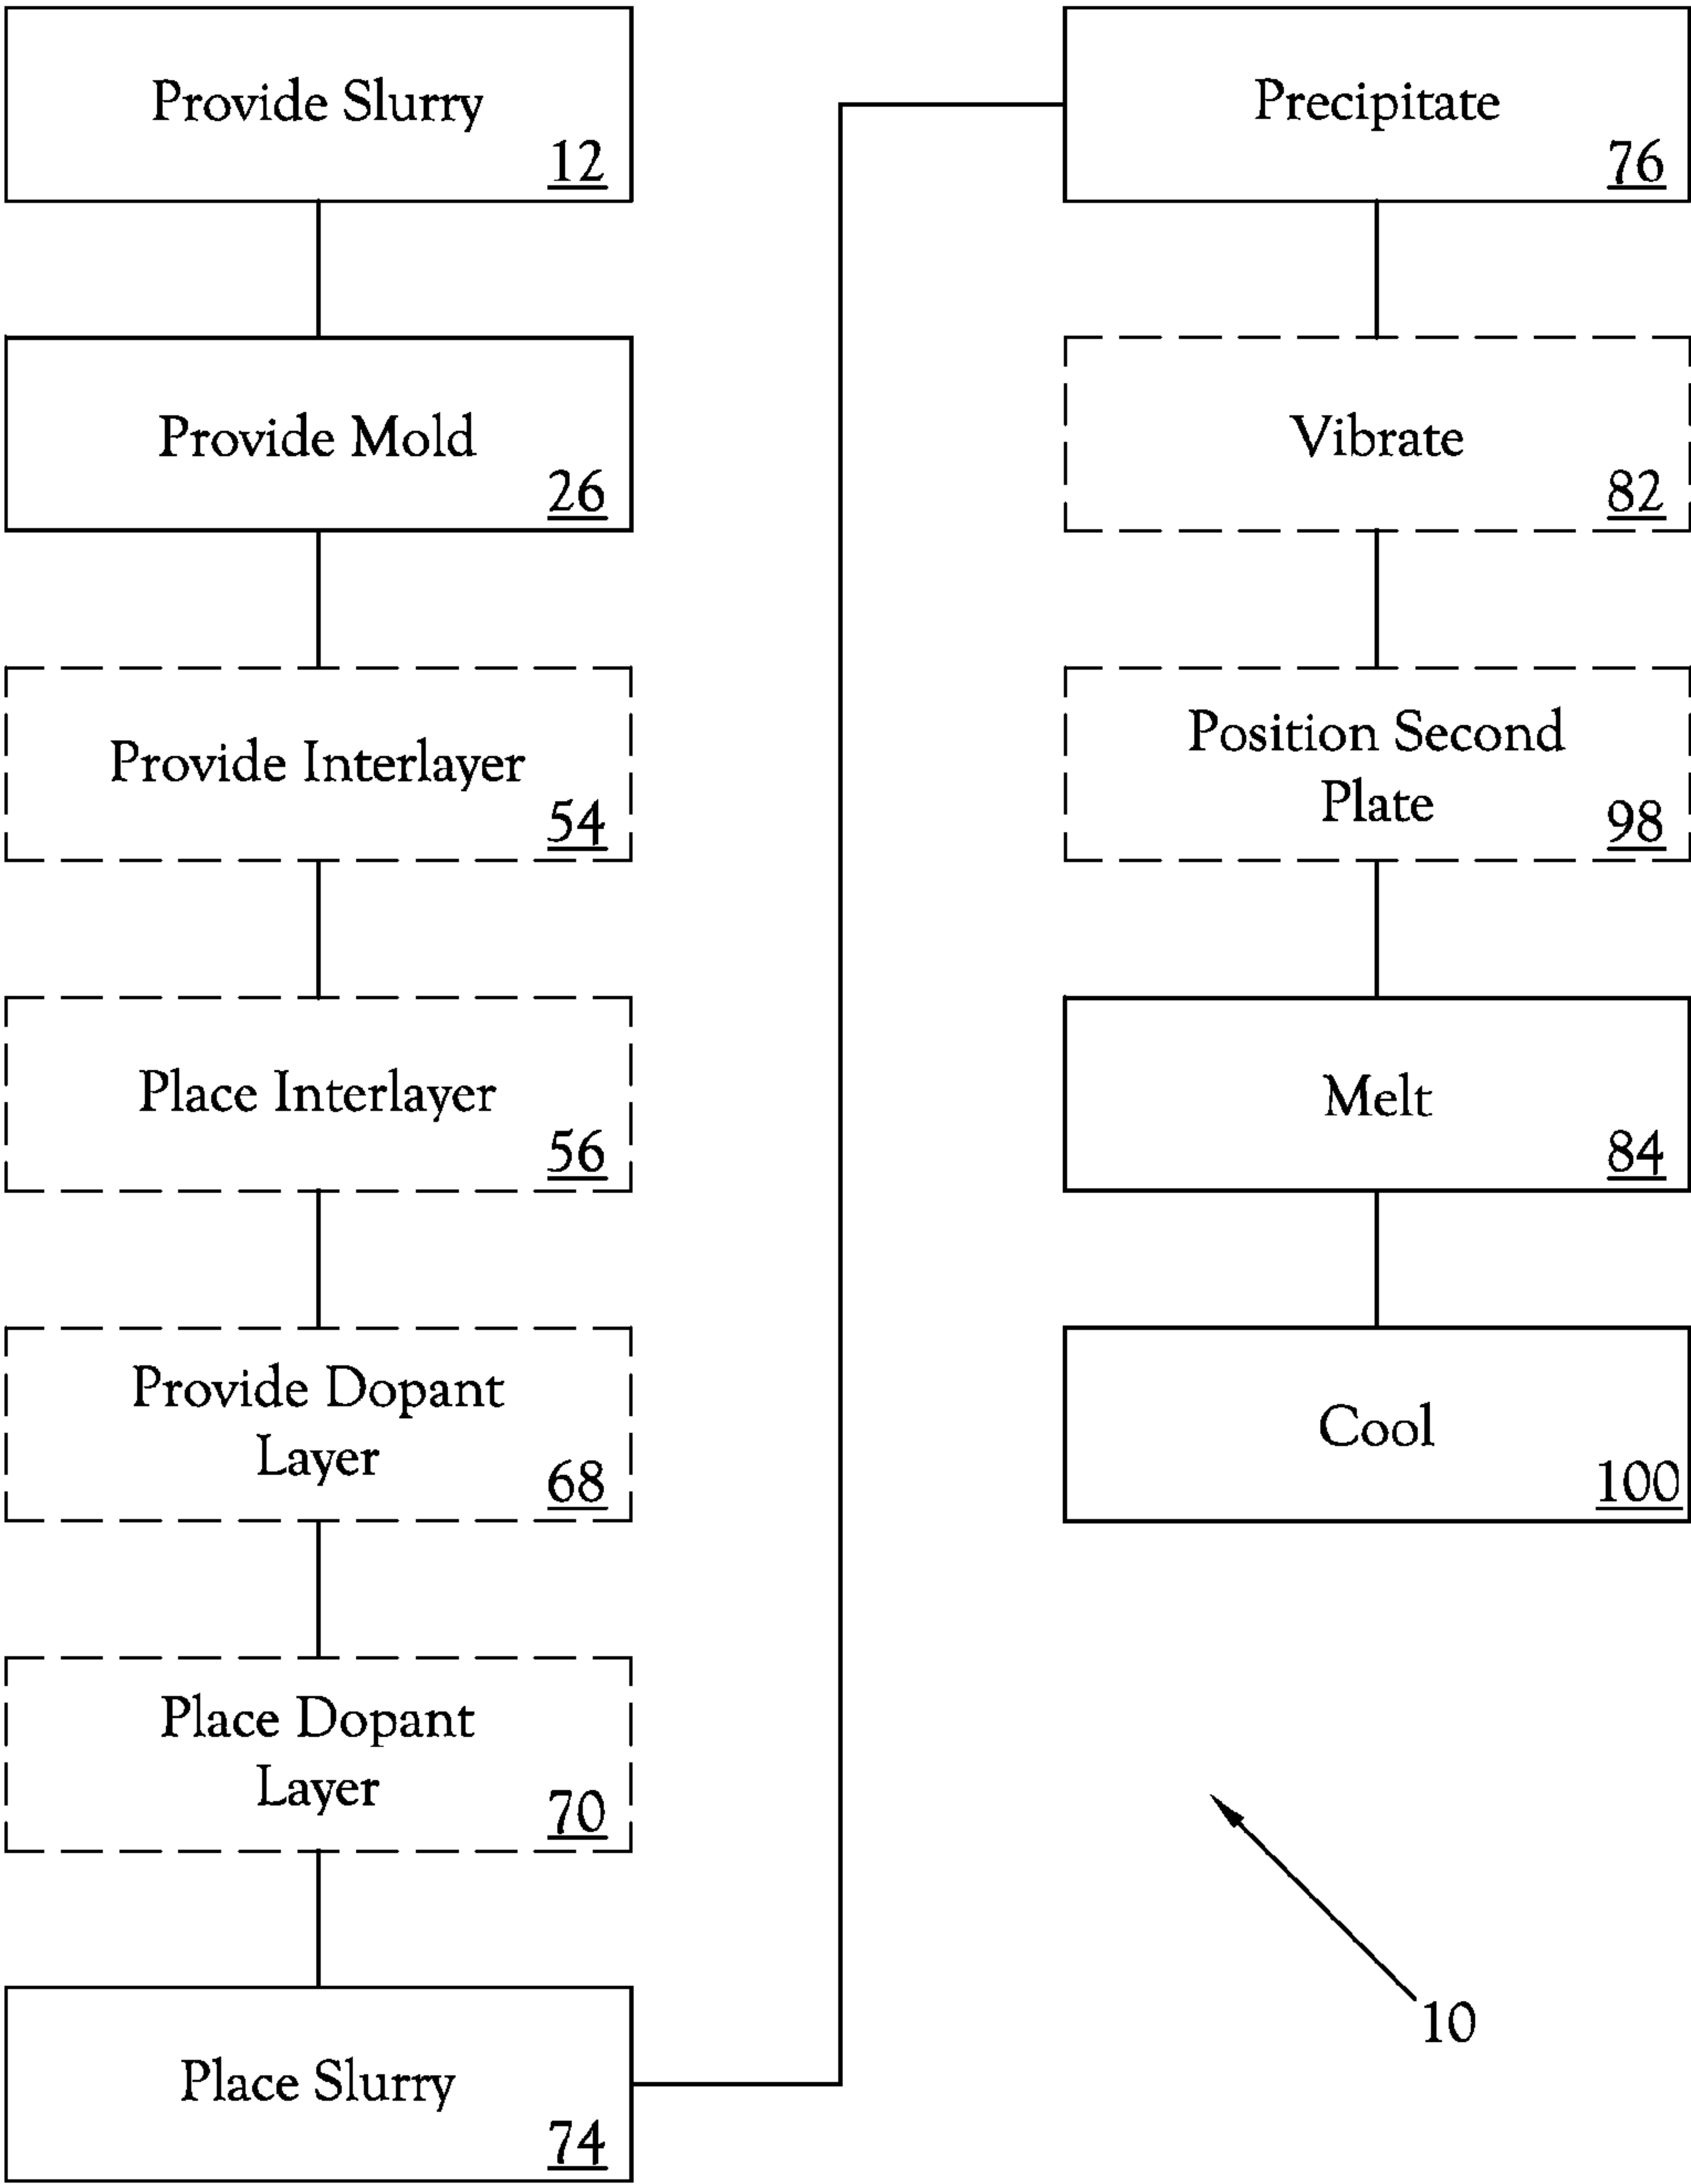 Provide Slurry
12
Provide Mold
26
Provide Interlayer
54
Place Interlayer
56
Provide Dopant
Layer
68
Place Dopant
Layer
70
Place Slurry
74
Precipitate
76
Vibrate
82
Position Second
Plate
98
Melt
84
Cool
100
10